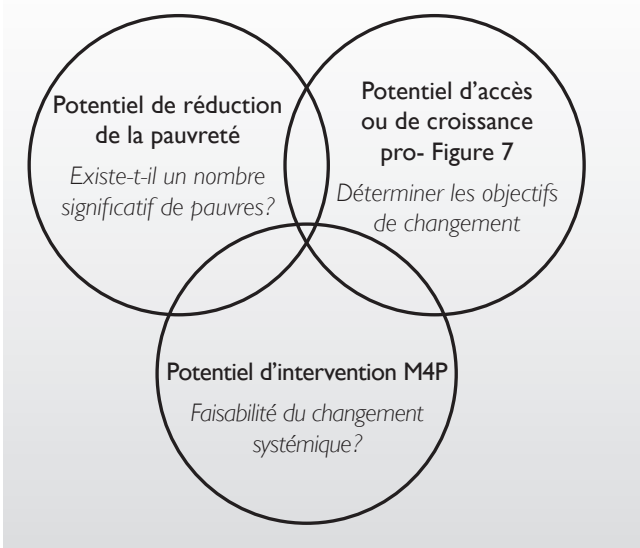 Potentiel de réduction
de la pauvreté
Existe-t-il un nombre
significatif de pauvres?
Potentiel d'accès
ou de croissance
pro- Figure 7
Déterminer les objectifs
de changement
Potentiel d'intervention M4P
Faisabilité du changement
systémique?